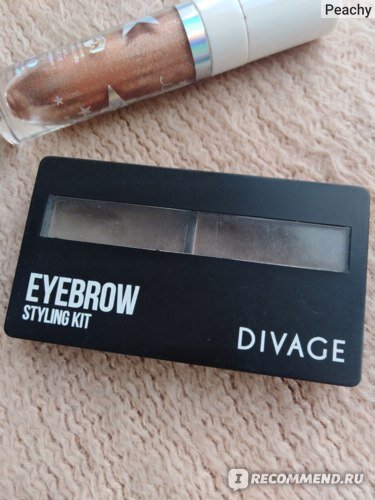 Peachy
EYEBROW
STYLING KIT
DIVAGE
I RECOMMEND.RU